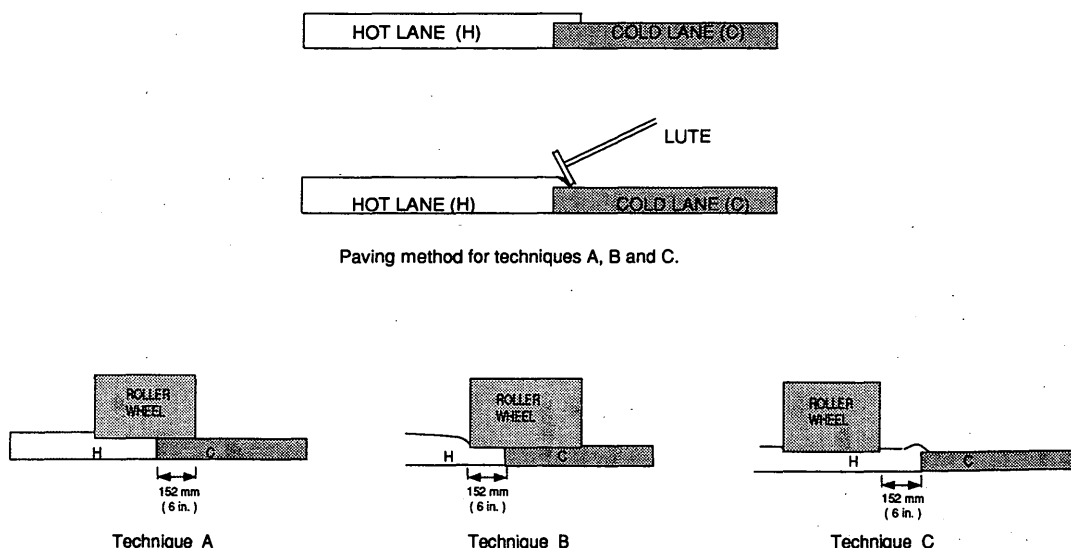 HOT LANE (H)
COLD LANE (C)
LUTE
HOT LANE (H)
COLD LANE (C)
Paving method for techniques A, B and C.
ROLLER
WHEEL
H
C
152 mm
( 6 in. )
Technique A
ROLLER
WHEEL
H
C
152 mm
( 6 in. )
Technique B
ROLLER
WHEEL
H
C
152 mm
( 6 in. )
Technique C